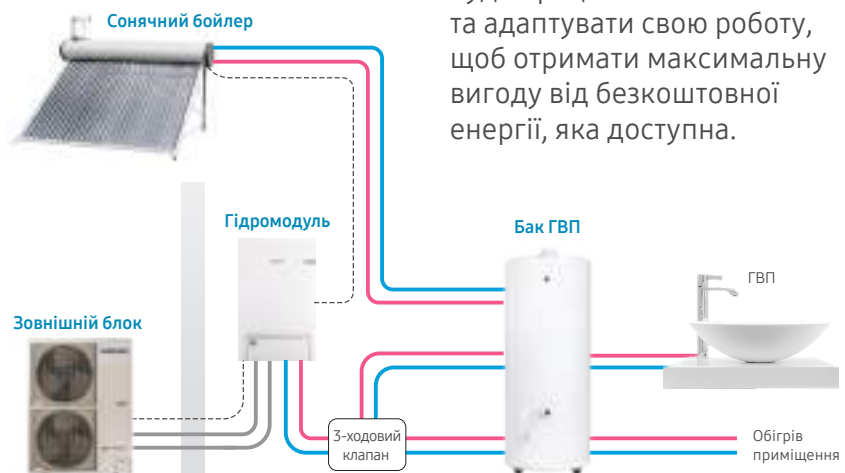 Сонячний бойлер
та адаптувати свою роботу,
щоб отримати максимальну
вигоду від безкоштовної
енергії, яка доступна.
Гідромодуль
Бак ГВП
ГВП
Зовнішній блок
3-ходовий
клапан
Обігрів
приміщення